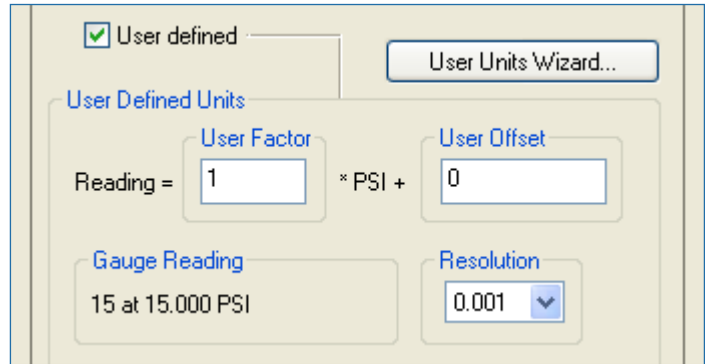 User defined
User Units Wizard...
User Defined Units
User Factor
User Offset
Reading = 1 * PSI + 0
Gauge Reading
Resolution
15 at 15.000 PSI
0.001